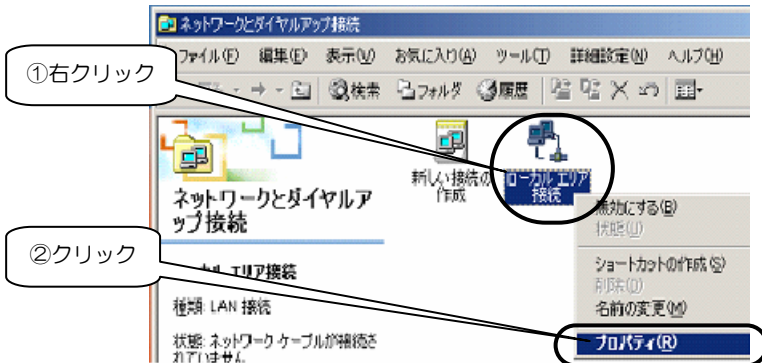 ネットワークとダイヤルアップ接続
ファイル(F) 編集(E) 表示(V) お気に入り(A) ツール(T) 詳細設定(N) ヘルプ(H)
①右クリック
検索 フォルダ 履歴
新しい接続の
作成
ローカル エリア
接続
ネットワークとダイヤルア
ップ接続
無効にする(B)
状態(U)
②クリック
ショートカットの作成(S)
削除(D)
名前の変更(M)
プロパティ(R)
カル エリア接続
種類: LAN 接続
状態: ネットワーク ケーブルが接続さ
れていません